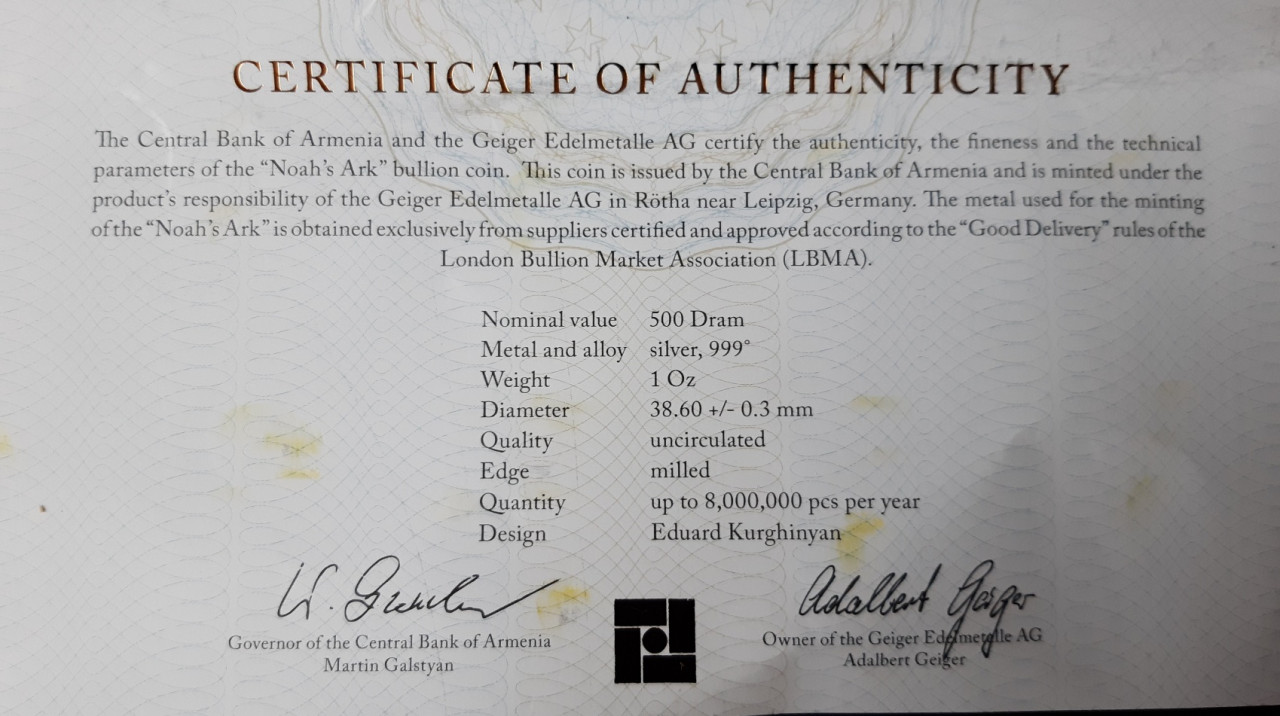 CERTIFICATE OF AUTHENTICITY
The Central Bank of Armenia and the Geiger Edelmetalle AG certify the authenticity, the fineness and the technical
parameters of the “Noah’s Ark” bullion coin. This coin is issued by the Central Bank of Armenia and is minted under the
product’s responsibility of the Geiger Edelmetalle AG in Rötha near Leipzig, Germany. The metal used for the minting
of the “Noah’s Ark” is obtained exclusively from suppliers certified and approved according to the “Good Delivery” rules of the
London Bullion Market Association (LBMA).
Nominal value 500 Dram
Metal and alloy silver, 999°
Weight 1 Oz
Diameter 38.60 +/- 0.3 mm
Quality uncirculated
Edge milled
Quantity up to 8,000,000 pcs per year
Design Eduard Kurghinyan
Adalbert Geiger
Governor of the Central Bank of Armenia
Martin Galstyan
Owner of the Geiger Edelmetalle AG
Adalbert Geiger